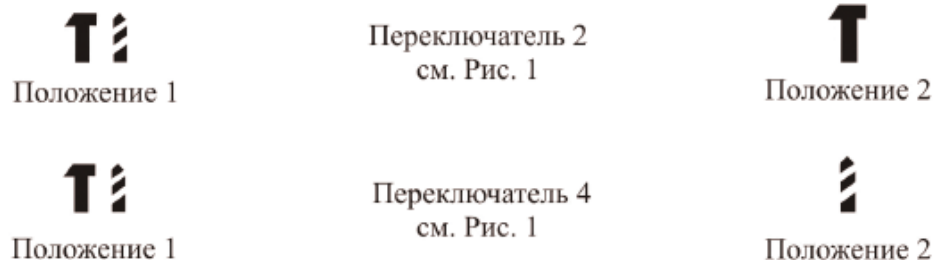 Переключатель 2
см. Рис. 1
Положение 1
Положение 2
Переключатель 4
см. Рис. 1
Положение 1
Положение 2